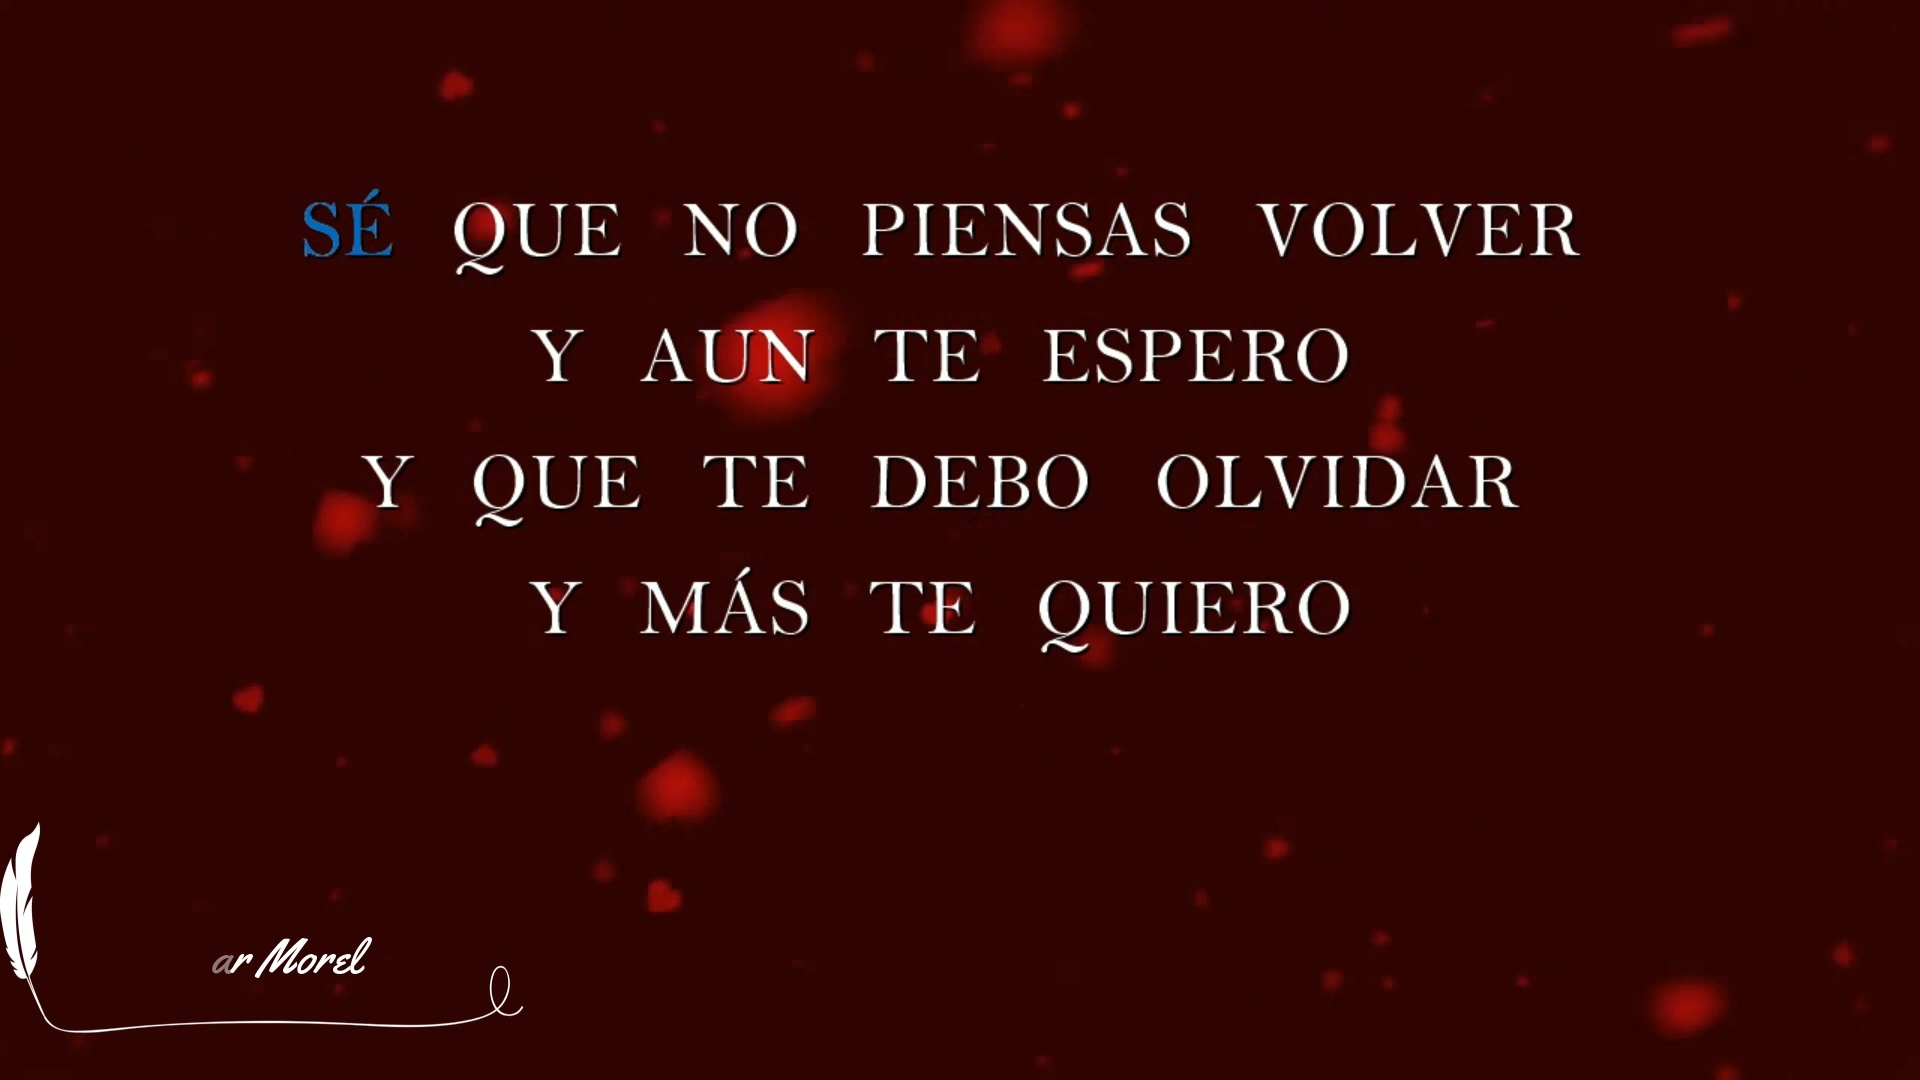 SÉ QUE NO PIENSAS VOLVER
Y AUN TE ESPERO
Y QUE TE DEBO OLVIDAR
Y MÁS TE QUIERO
ar Morel